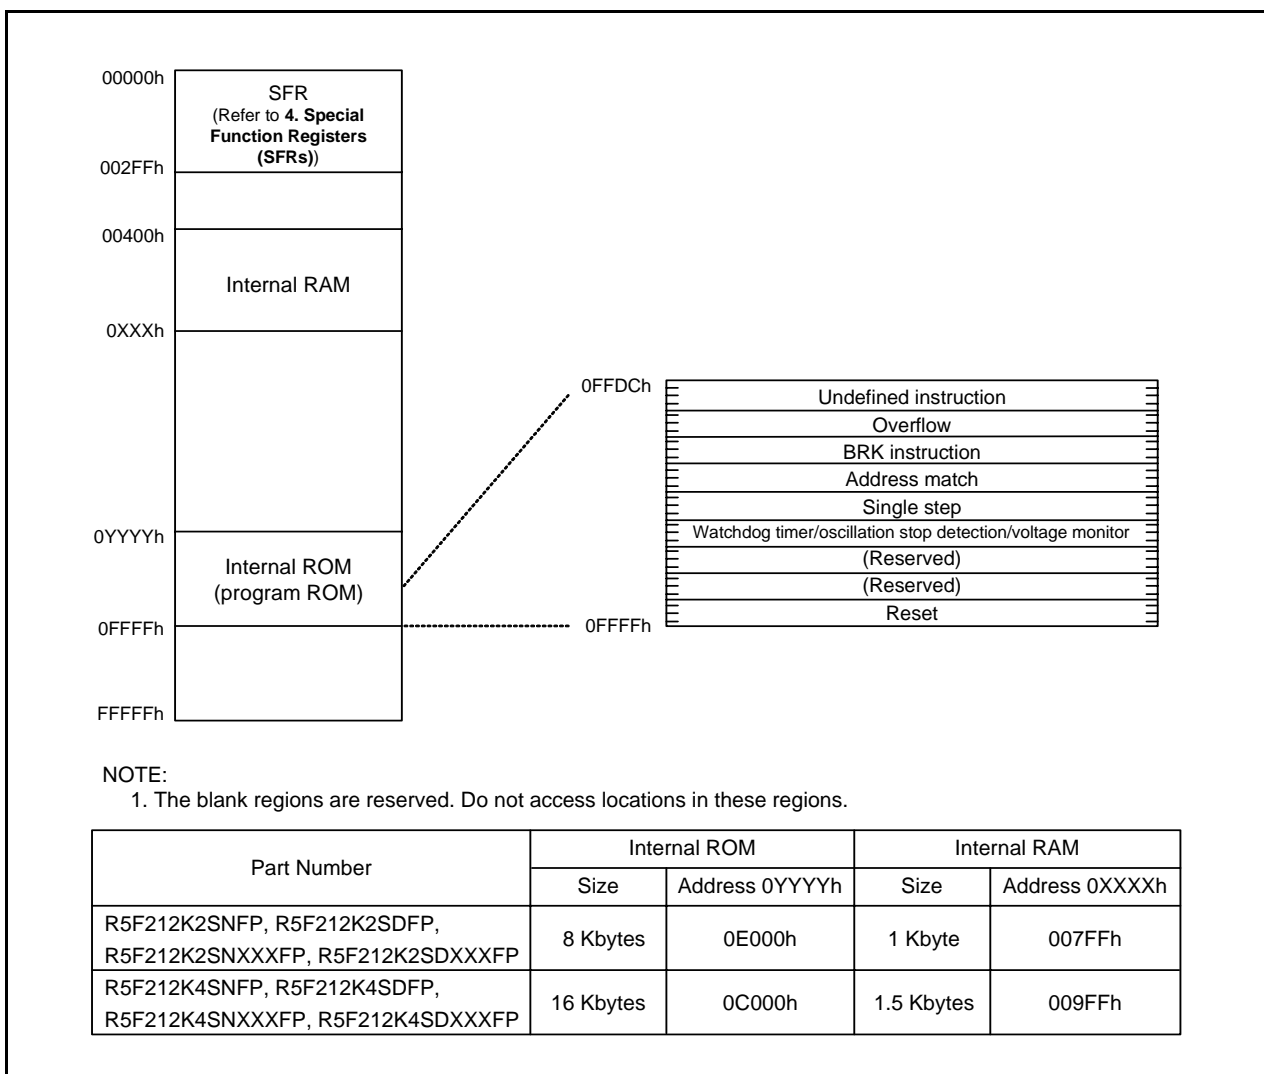 00000h
SFR
(Refer to 4. Special
Function Registers
(SFRs))
002FFh
00400h
Internal RAM
0XXXh
0YYYYh
Internal ROM
(program ROM)
0FFFFh
FFFFFh
0FFDCh
Undefined instruction
Overflow
BRK instruction
Address match
Single step
Watchdog timer/oscillation stop detection/voltage monitor
(Reserved)
(Reserved)
Reset
0FFFFh
NOTE:
1. The blank regions are reserved. Do not access locations in these regions.
Part Number
Internal ROM
Internal RAM
Size
Address 0YYYYh
Size
Address 0XXXXh
R5F212K2SNFP, R5F212K2SDFP,
R5F212K2SNXXXFP, R5F212K2SDXXXFP
8 Kbytes
0E000h
1 Kbyte
007FFh
R5F212K4SNFP, R5F212K4SDFP,
R5F212K4SNXXXFP, R5F212K4SDXXXFP
16 Kbytes
0C000h
1.5 Kbytes
009FFh